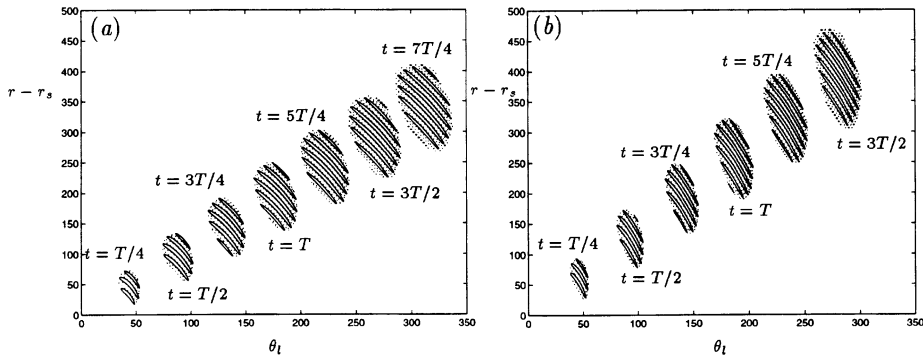 (a)
500
450
400
350
300
250
200
150
100
50
0
r − r_s
t = T/4
t = T/2
t = 3T/4
t = T
t = 5T/4
t = 3T/2
t = 7T/4
0 50 100 150 200 250 300 350
θ_l
(b)
500
450
400
350
300
250
200
150
100
50
0
r − r_s
t = T/4
t = T/2
t = 3T/4
t = T
t = 5T/4
t = 3T/2
0 50 100 150 200 250 300 350
θ_l